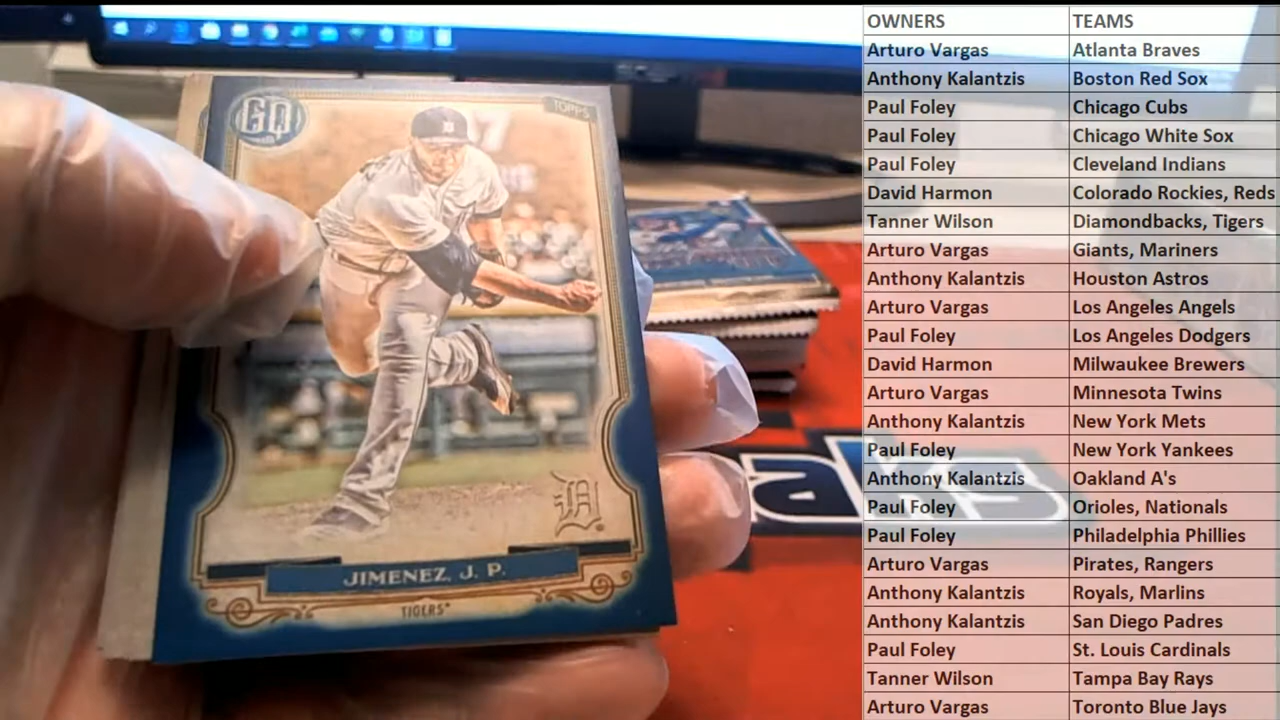 GQ
TOPPS
JIMENEZ, J. P.
TIGERS
aks
OWNERS TEAMS
Arturo Vargas Atlanta Braves
Anthony Kalantzis Boston Red Sox
Paul Foley Chicago Cubs
Paul Foley Chicago White Sox
Paul Foley Cleveland Indians
David Harmon Colorado Rockies, Reds
Tanner Wilson Diamondbacks, Tigers
Arturo Vargas Giants, Mariners
Anthony Kalantzis Houston Astros
Arturo Vargas Los Angeles Angels
Paul Foley Los Angeles Dodgers
David Harmon Milwaukee Brewers
Arturo Vargas Minnesota Twins
Anthony Kalantzis New York Mets
Paul Foley New York Yankees
Anthony Kalantzis Oakland A's
Paul Foley Orioles, Nationals
Paul Foley Philadelphia Phillies
Arturo Vargas Pirates, Rangers
Anthony Kalantzis Royals, Marlins
Anthony Kalantzis San Diego Padres
Paul Foley St. Louis Cardinals
Tanner Wilson Tampa Bay Rays
Arturo Vargas Toronto Blue Jays